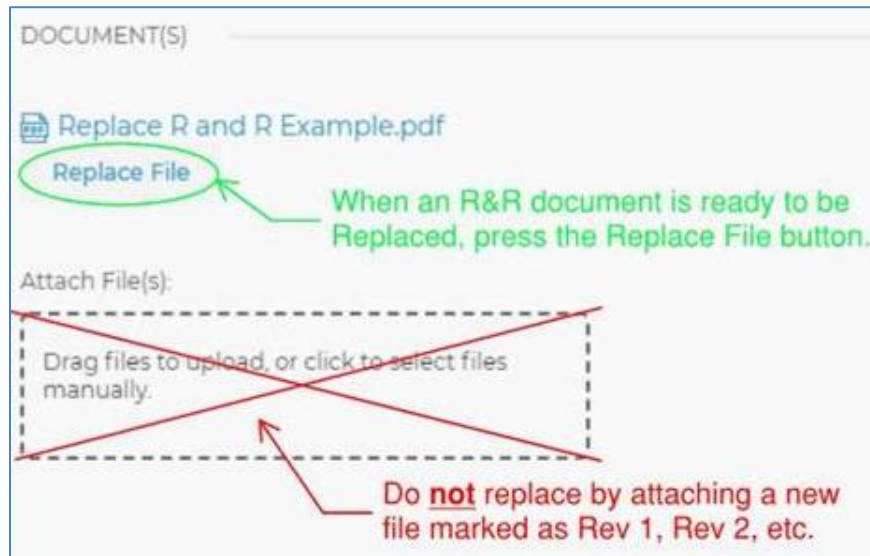 DOCUMENT(S)
Replace R and R Example.pdf
Replace File
When an R&R document is ready to be
Replaced, press the Replace File button.
Attach File(s):
Drag files to upload, or click to select files
manually.
Do not replace by attaching a new
file marked as Rev 1, Rev 2, etc.